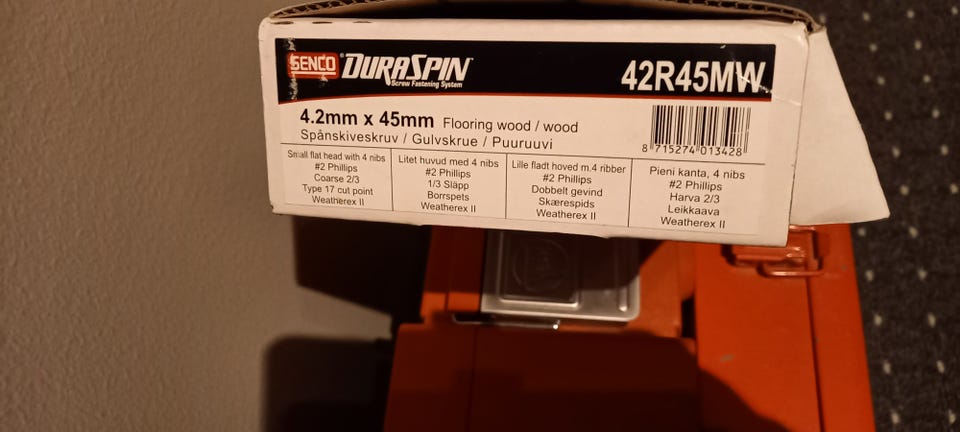 SENCO® DURASPIN™ 42R45MW
Screw Fastening System
4.2mm x 45mm Flooring wood / wood
Spånskiveskruv / Gulvskrue / Puuruuvi
8 715274 013428
Small flat head with 4 nibs
#2 Phillips
Coarse 2/3
Type 17 cut point
Weatherex II
Litet huvud med 4 nibs
#2 Phillips
1/3 Släpp
Borrspets
Weatherex II
Lille fladt hoved m.4 ribber
#2 Phillips
Dobbelt gevind
Skærespids
Weatherex II
Pieni kanta, 4 nibs
#2 Phillips
Harva 2/3
Leikkaava
Weatherex II